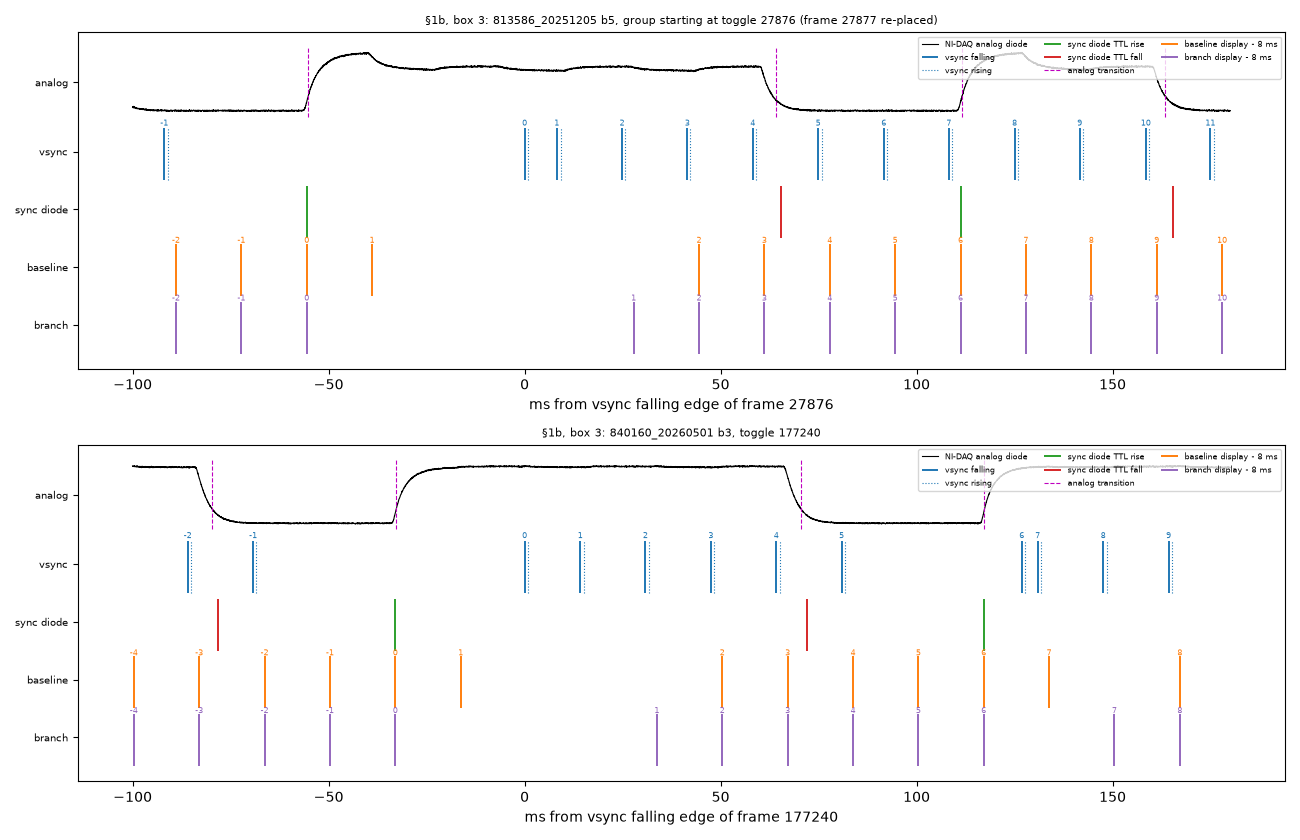 §1b, box 3: 813586_20251205 b5, group starting at toggle 27876 (frame 27877 re-placed)
NI-DAQ analog diode sync diode TTL rise baseline display - 8 ms
vsync falling sync diode TTL fall branch display - 8 ms
vsync rising analog transition
analog
-1 0 1 2 3 4 5 6 7 8 9 10 11
vsync
sync diode
-2 -1 0 1 2 3 4 5 6 7 8 9 10
baseline
-2 -1 0 1 2 3 4 5 6 7 8 9 10
branch
−100 −50 0 50 100 150
ms from vsync falling edge of frame 27876
§1b, box 3: 840160_20260501 b3, toggle 177240
NI-DAQ analog diode sync diode TTL rise baseline display - 8 ms
vsync falling sync diode TTL fall branch display - 8 ms
vsync rising analog transition
analog
-2 -1 0 1 2 3 4 5 6 7 8 9
vsync
sync diode
-4 -3 -2 -1 0 1 2 3 4 5 6 7 8
baseline
-4 -3 -2 -1 0 1 2 3 4 5 6 7 8
branch
−100 −50 0 50 100 150
ms from vsync falling edge of frame 177240